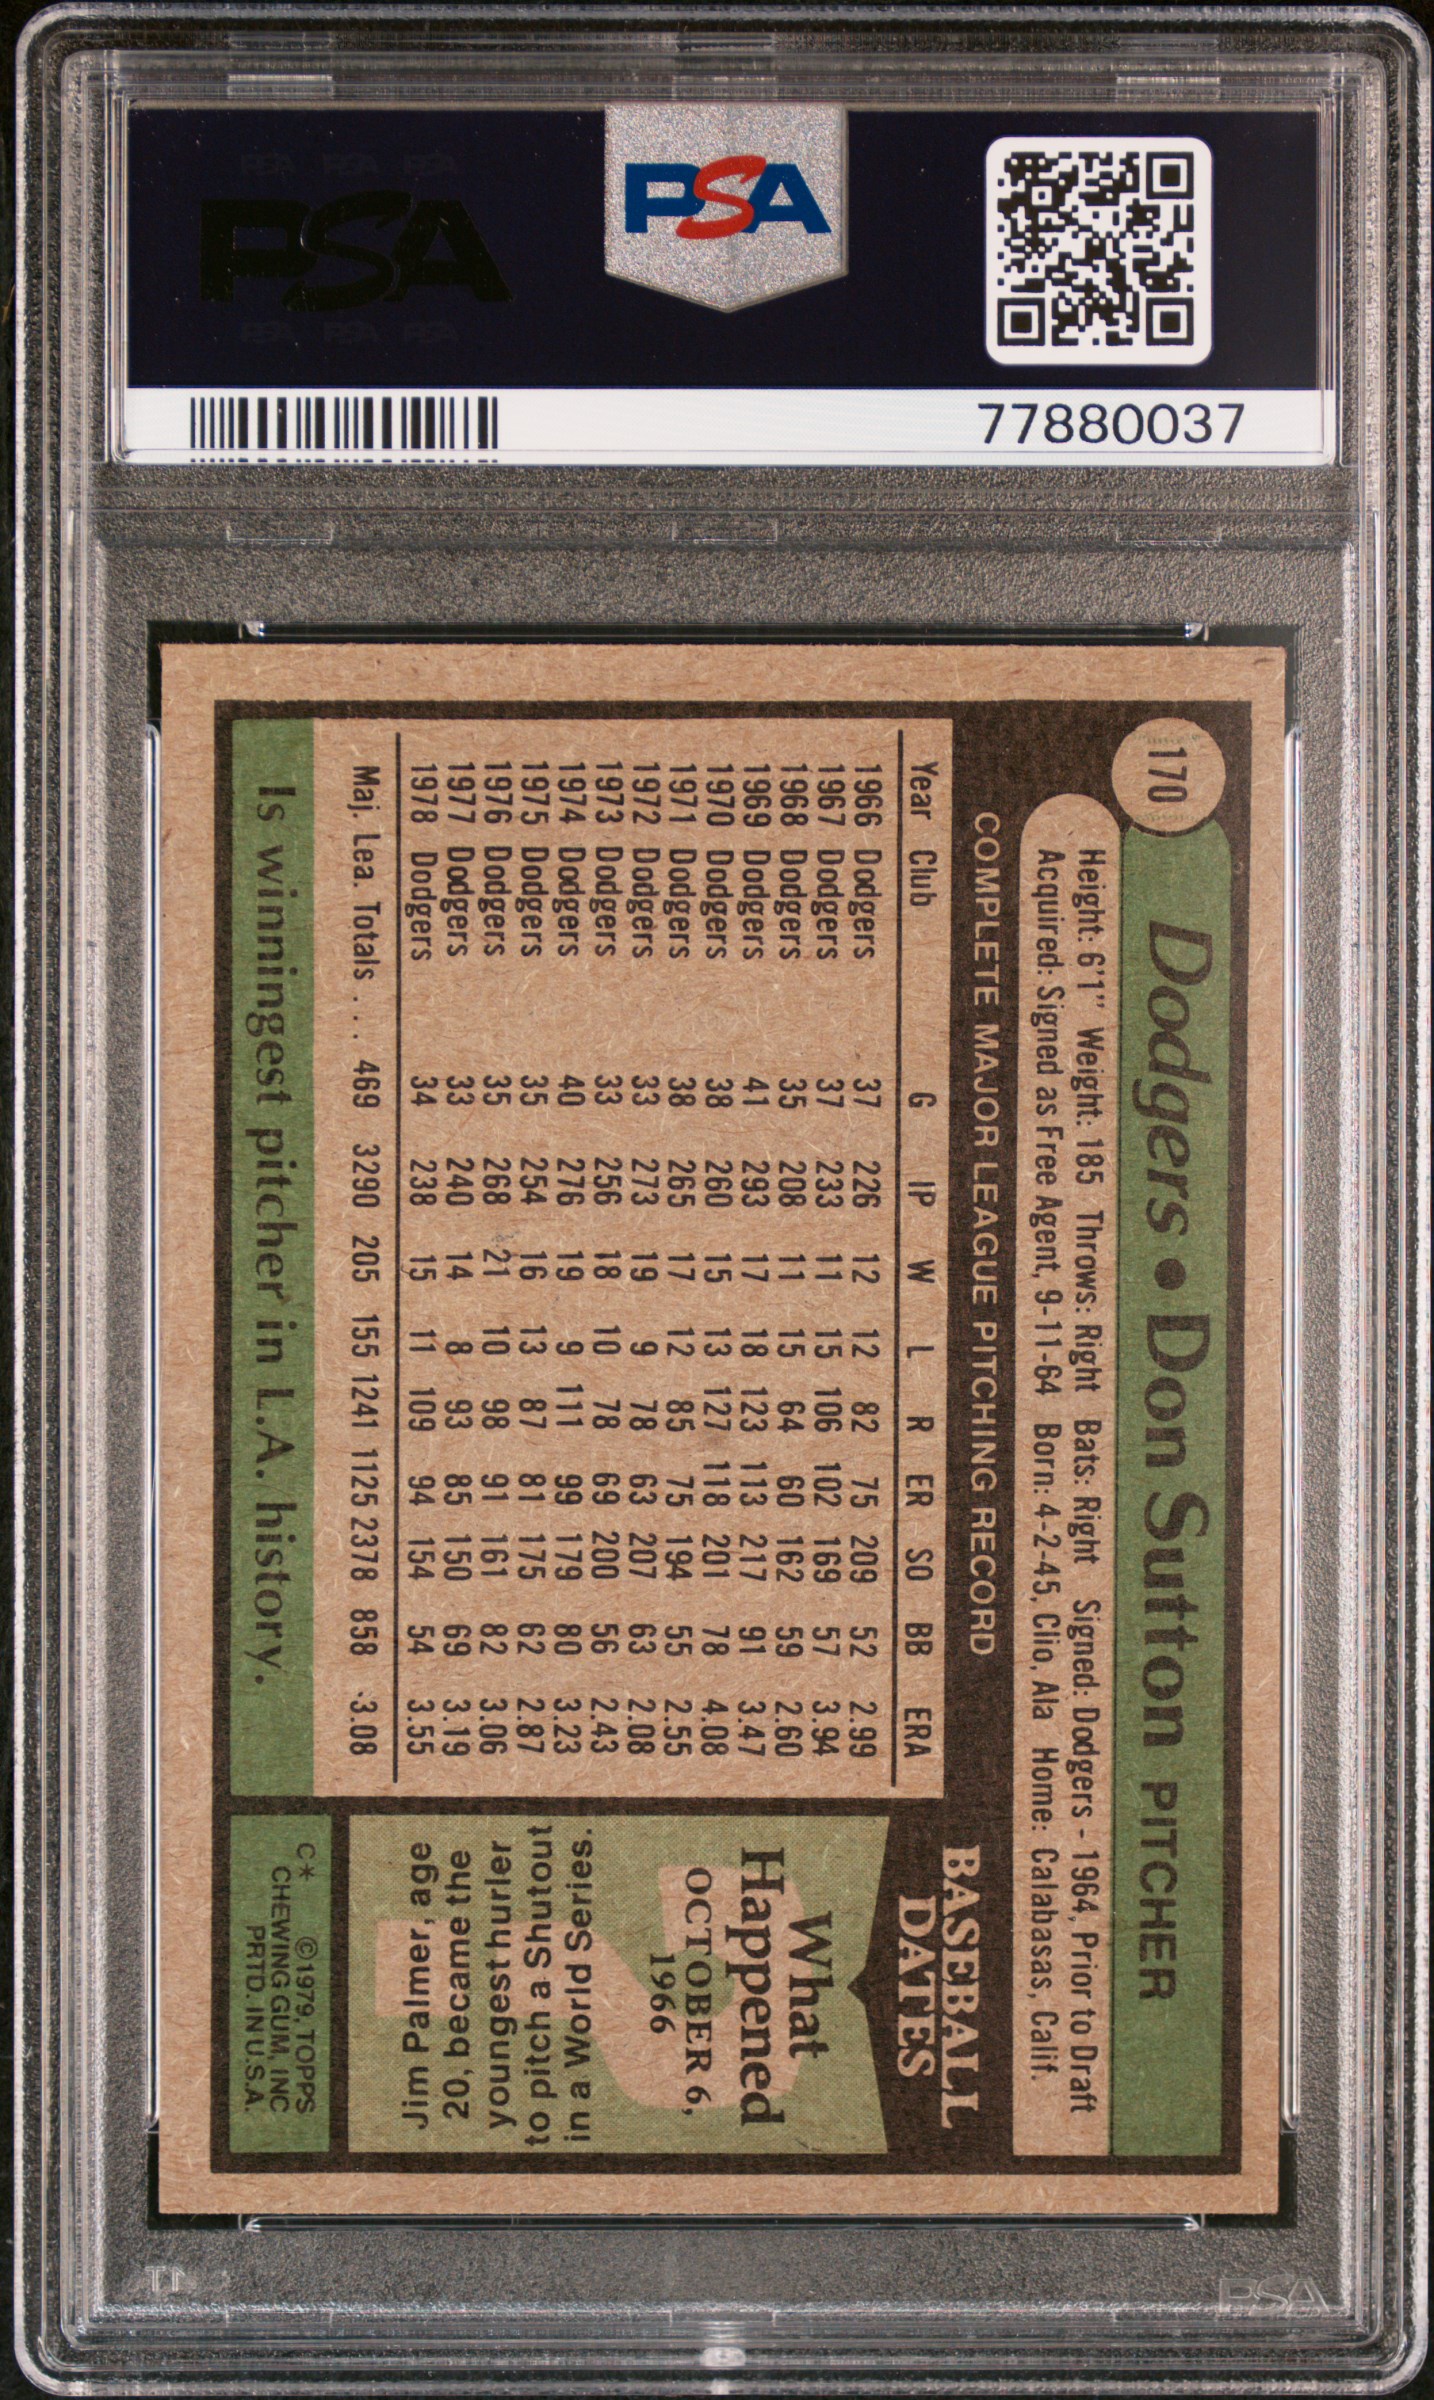 PSA
PSA
77880037
170
Dodgers • Don Sutton PITCHER
Height: 6'1" Weight: 185 Throws: Right Bats: Right Signed: Dodgers - 1964, Prior to Draft
Acquired: Signed as Free Agent, 9-11-64 Born: 4-2-45, Clio, Ala Home: Calabasas, Calif.
COMPLETE MAJOR LEAGUE PITCHING RECORD
Year Club G IP W L R ER SO BB ERA
1966 Dodgers 37 226 12 12 82 75 209 52 2.99
1967 Dodgers 37 233 11 15 106 102 169 57 3.94
1968 Dodgers 35 208 11 15 64 60 162 59 2.60
1969 Dodgers 41 293 17 18 123 113 217 91 3.47
1970 Dodgers 38 260 15 13 127 118 201 78 4.08
1971 Dodgers 38 265 17 12 85 75 194 55 2.55
1972 Dodgers 33 273 19 9 78 63 207 63 2.08
1973 Dodgers 33 256 18 10 78 69 200 56 2.43
1974 Dodgers 40 276 19 9 111 99 179 80 3.23
1975 Dodgers 35 254 16 13 87 81 175 62 2.87
1976 Dodgers 35 268 21 10 98 91 161 82 3.06
1977 Dodgers 33 240 14 8 93 85 150 69 3.19
1978 Dodgers 34 238 15 11 109 94 154 54 3.55
Maj. Lea. Totals . . . 469 3290 205 155 1241 1125 2378 858 3.08
Is winningest pitcher in L.A. history.
BASEBALL
DATES
What
Happened
OCTOBER 6,
1966
Jim Palmer, age
20, became the
youngest hurler
to pitch a Shutout
in a World Series.
C* ©1979, TOPPS
CHEWING GUM, INC
PRTD. IN U.S.A.
PSA